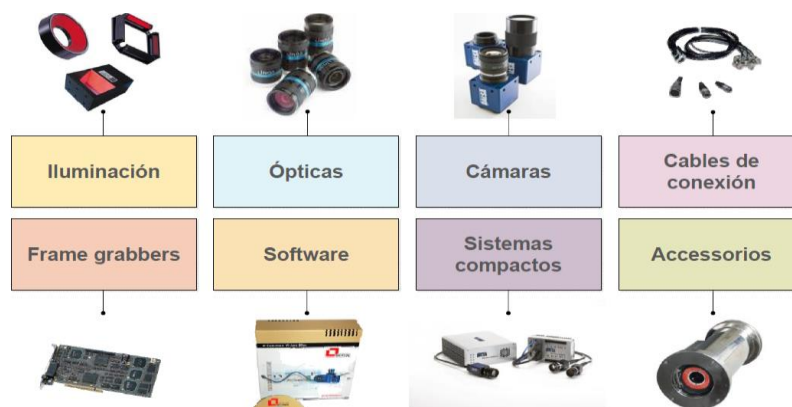 Iluminación
Ópticas
Cámaras
Cables de
conexión
Frame grabbers
Software
Sistemas
compactos
Accessorios